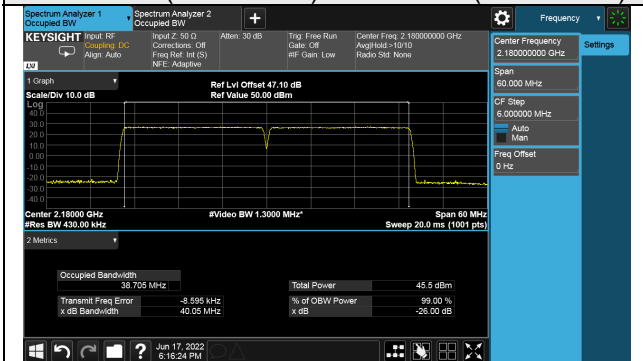 Spectrum Analyzer 1
Occupied BW
Spectrum Analyzer 2
Occupied BW
+
Frequency
KEYSIGHT
Input: RF
Coupling: DC
Align: Auto
Input Z: 50 Ω
Corrections: Off
Freq Ref: Int (S)
NFE: Adaptive
Atten: 30 dB
Trig: Free Run
Gate: Off
#IF Gain: Low
Center Freq: 2.180000000 GHz
Avg|Hold:>10/10
Radio Std: None
LXI
Center Frequency
2.180000000 GHz
Settings
Span
60.000 MHz
CF Step
6.000000 MHz
Auto
Man
Freq Offset
0 Hz
1 Graph
Scale/Div 10.0 dB
Ref Lvl Offset 47.10 dB
Ref Value 50.00 dBm
Log
40.0
30.0
20.0
10.0
0.00
-10.0
-20.0
-30.0
-40.0
Center 2.18000 GHz
#Res BW 430.00 kHz
#Video BW 1.3000 MHz*
Span 60 MHz
Sweep 20.0 ms (1001 pts)
2 Metrics
Occupied Bandwidth
38.705 MHz
Total Power 45.5 dBm
Transmit Freq Error -8.595 kHz
% of OBW Power 99.00 %
x dB Bandwidth 40.05 MHz
x dB -26.00 dB
?
Jun 17, 2022
6:16:24 PM